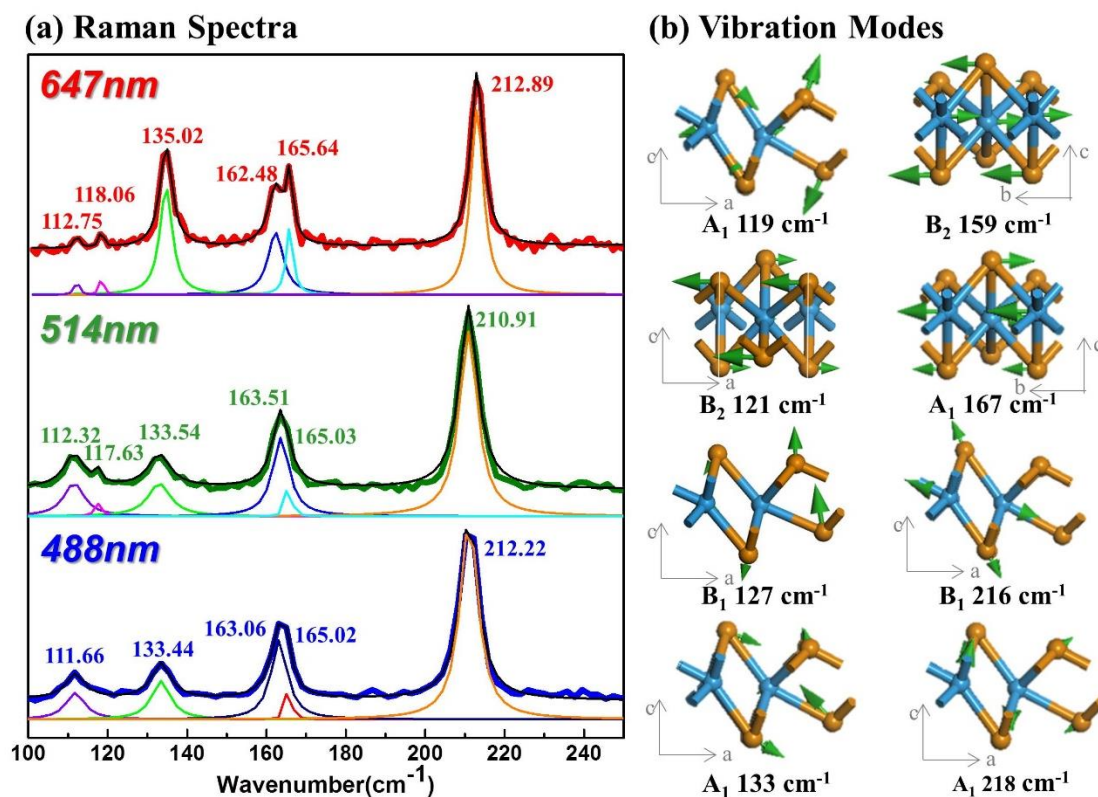 (a) Raman Spectra
647nm
112.75
118.06
135.02
162.48
165.64
212.89
514nm
112.32
117.63
133.54
163.51
165.03
210.91
488nm
111.66
133.44
163.06
165.02
212.22
100 120 140 160 180 200 220 240
Wavenumber(cm⁻¹)
(b) Vibration Modes
c
a
A₁ 119 cm⁻¹
c
b
B₂ 159 cm⁻¹
c
a
B₂ 121 cm⁻¹
c
b
A₁ 167 cm⁻¹
c
a
B₁ 127 cm⁻¹
c
a
B₁ 216 cm⁻¹
c
a
A₁ 133 cm⁻¹
c
a
A₁ 218 cm⁻¹